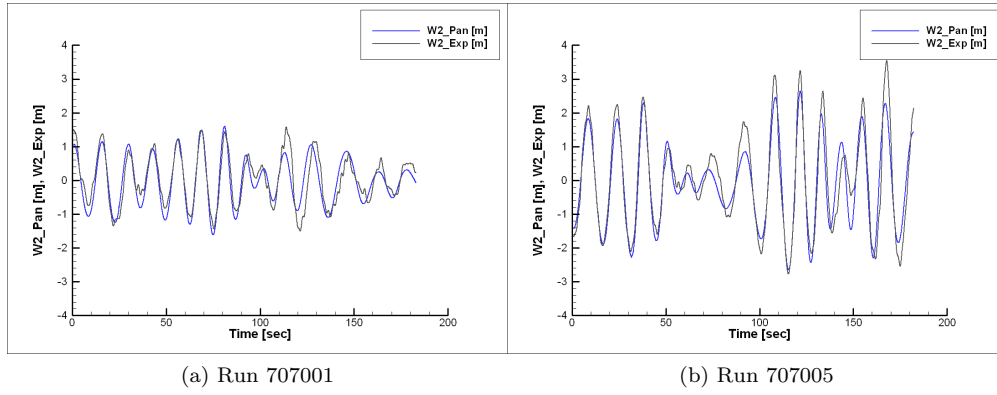 W2_Pan [m]
W2_Exp [m]
W2_Pan [m], W2_Exp [m]
4
3
2
1
0
-1
-2
-3
-4
0
50
100
150
200
Time [sec]
(a) Run 707001
W2_Pan [m]
W2_Exp [m]
W2_Pan [m], W2_Exp [m]
4
3
2
1
0
-1
-2
-3
-4
0
50
100
150
200
Time [sec]
(b) Run 707005